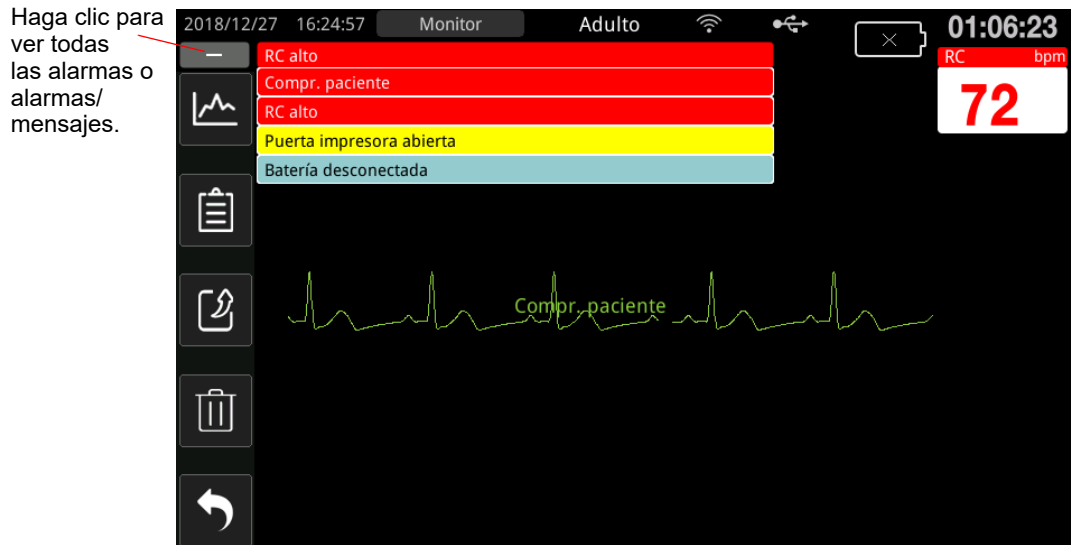 Haga clic para
ver todas
las alarmas o
alarmas/
mensajes.
2018/12/27 16:24:57 Monitor Adulto 01:06:23
RC alto
RC bpm
Compr. paciente
72
RC alto
Puerta impresora abierta
Batería desconectada
Compr. paciente